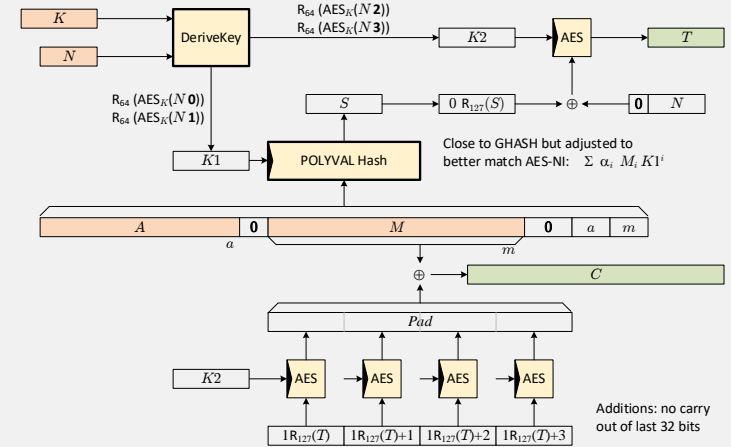 K
DeriveKey
N
R64 (AESK(N 2))
R64 (AESK(N 3))
K2
AES
T
R64 (AESK(N 0))
R64 (AESK(N 1))
S
0 R127(S)
⊕
0 N
K1
POLYVAL Hash
Close to GHASH but adjusted to
better match AES-NI: Σ αi Mi K1^i
A 0 M 0 a m
a m
⊕
C
Pad
K2
AES AES AES AES
1R127(T) 1R127(T)+1 1R127(T)+2 1R127(T)+3
Additions: no carry
out of last 32 bits